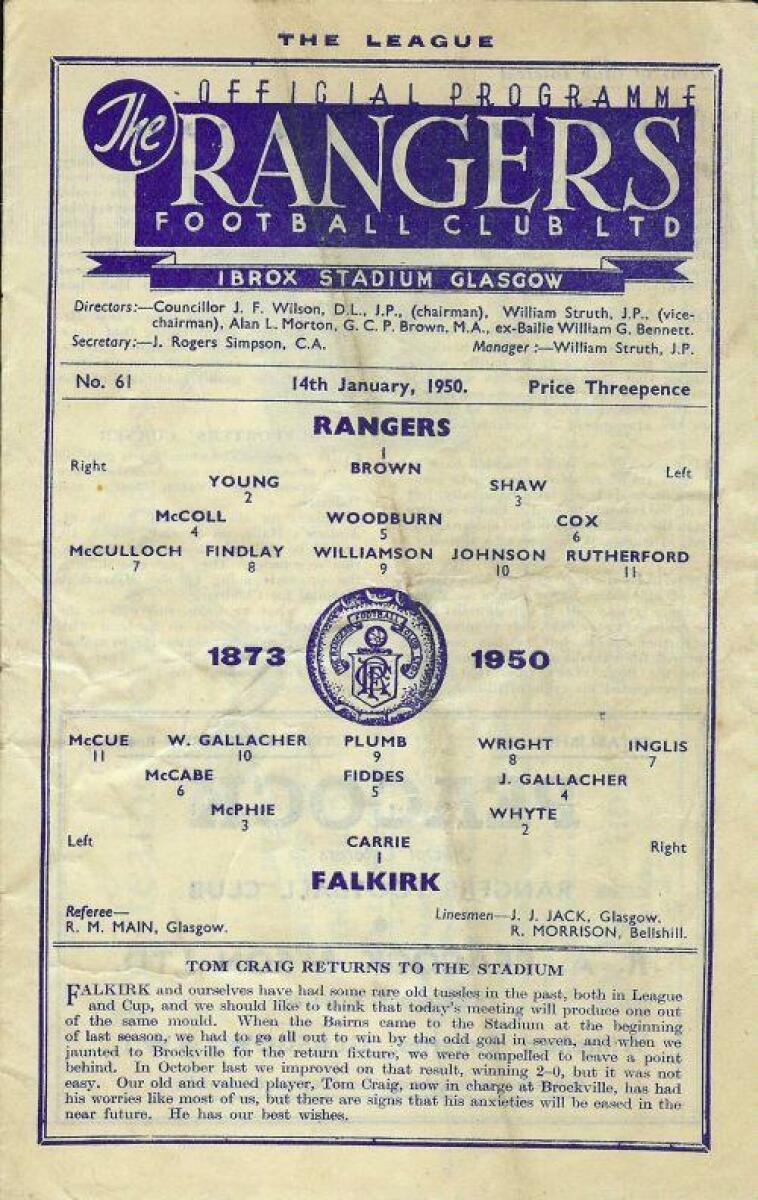 THE LEAGUE
OFFICIAL PROGRAMME
The RANGERS
FOOTBALL CLUB LTD
IBROX STADIUM GLASGOW
Directors:—Councillor J. F. Wilson, D.L., J.P., (chairman), William Struth, J.P., (vice-
chairman), Alan L. Morton, G. C. P. Brown, M.A., ex-Bailie William G. Bennett.
Secretary:—J. Rogers Simpson, C.A. Manager:—William Struth, J.P.
No. 61 14th January, 1950. Price Threepence
RANGERS
1
Right BROWN Left
YOUNG SHAW
2 3
McCOLL WOODBURN COX
4 5 6
McCULLOCH FINDLAY WILLIAMSON JOHNSON RUTHERFORD
7 8 9 10 11
FOOTBALL
1873 1950
McCUE W. GALLACHER PLUMB WRIGHT INGLIS
11 10 9 8 7
McCABE FIDDES J. GALLACHER
6 5 4
McPHIE WHYTE
3 2
Left CARRIE Right
1
FALKIRK
Referee— Linesmen—J. J. JACK, Glasgow.
R. M. MAIN, Glasgow. R. MORRISON, Bellshill.
TOM CRAIG RETURNS TO THE STADIUM
FALKIRK and ourselves have had some rare old tussles in the past, both in League
and Cup, and we should like to think that today's meeting will produce one out
of the same mould. When the Bairns came to the Stadium at the beginning
of last season, we had to go all out to win by the odd goal in seven, and when we
jaunted to Brockville for the return fixture, we were compelled to leave a point
behind. In October last we improved on that result, winning 2–0, but it was not
easy. Our old and valued player, Tom Craig, now in charge at Brockville, has had
his worries like most of us, but there are signs that his anxieties will be eased in the
near future. He has our best wishes.